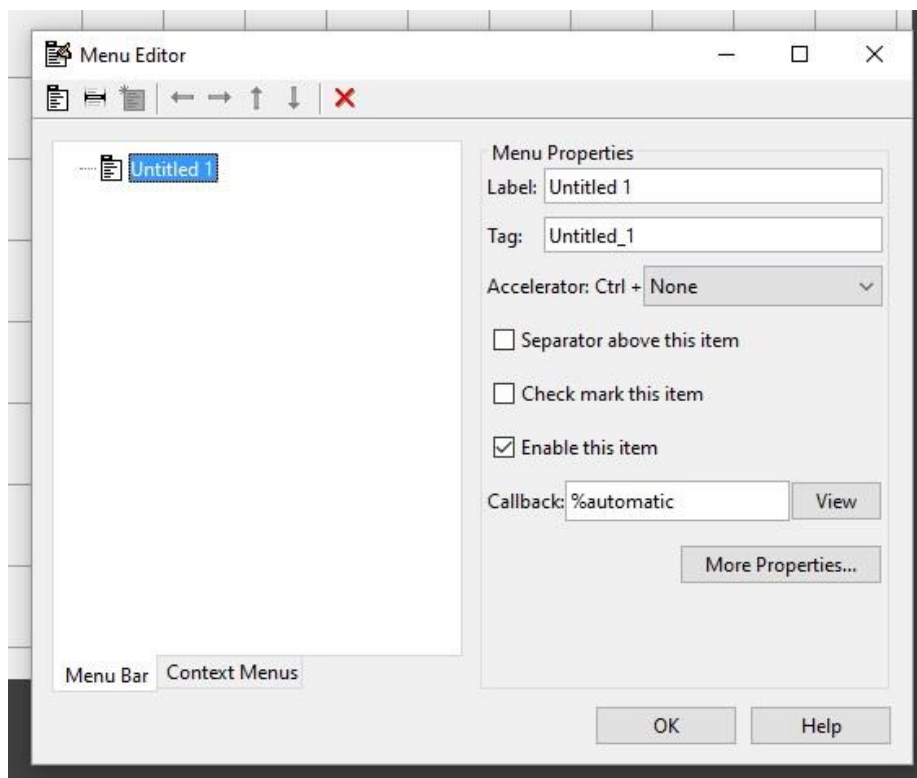 Menu Editor
Untitled 1
Menu Properties
Label: Untitled 1
Tag: Untitled_1
Accelerator: Ctrl + None
Separator above this item
Check mark this item
Enable this item
Callback: %automatic View
More Properties...
Menu Bar Context Menus
OK Help